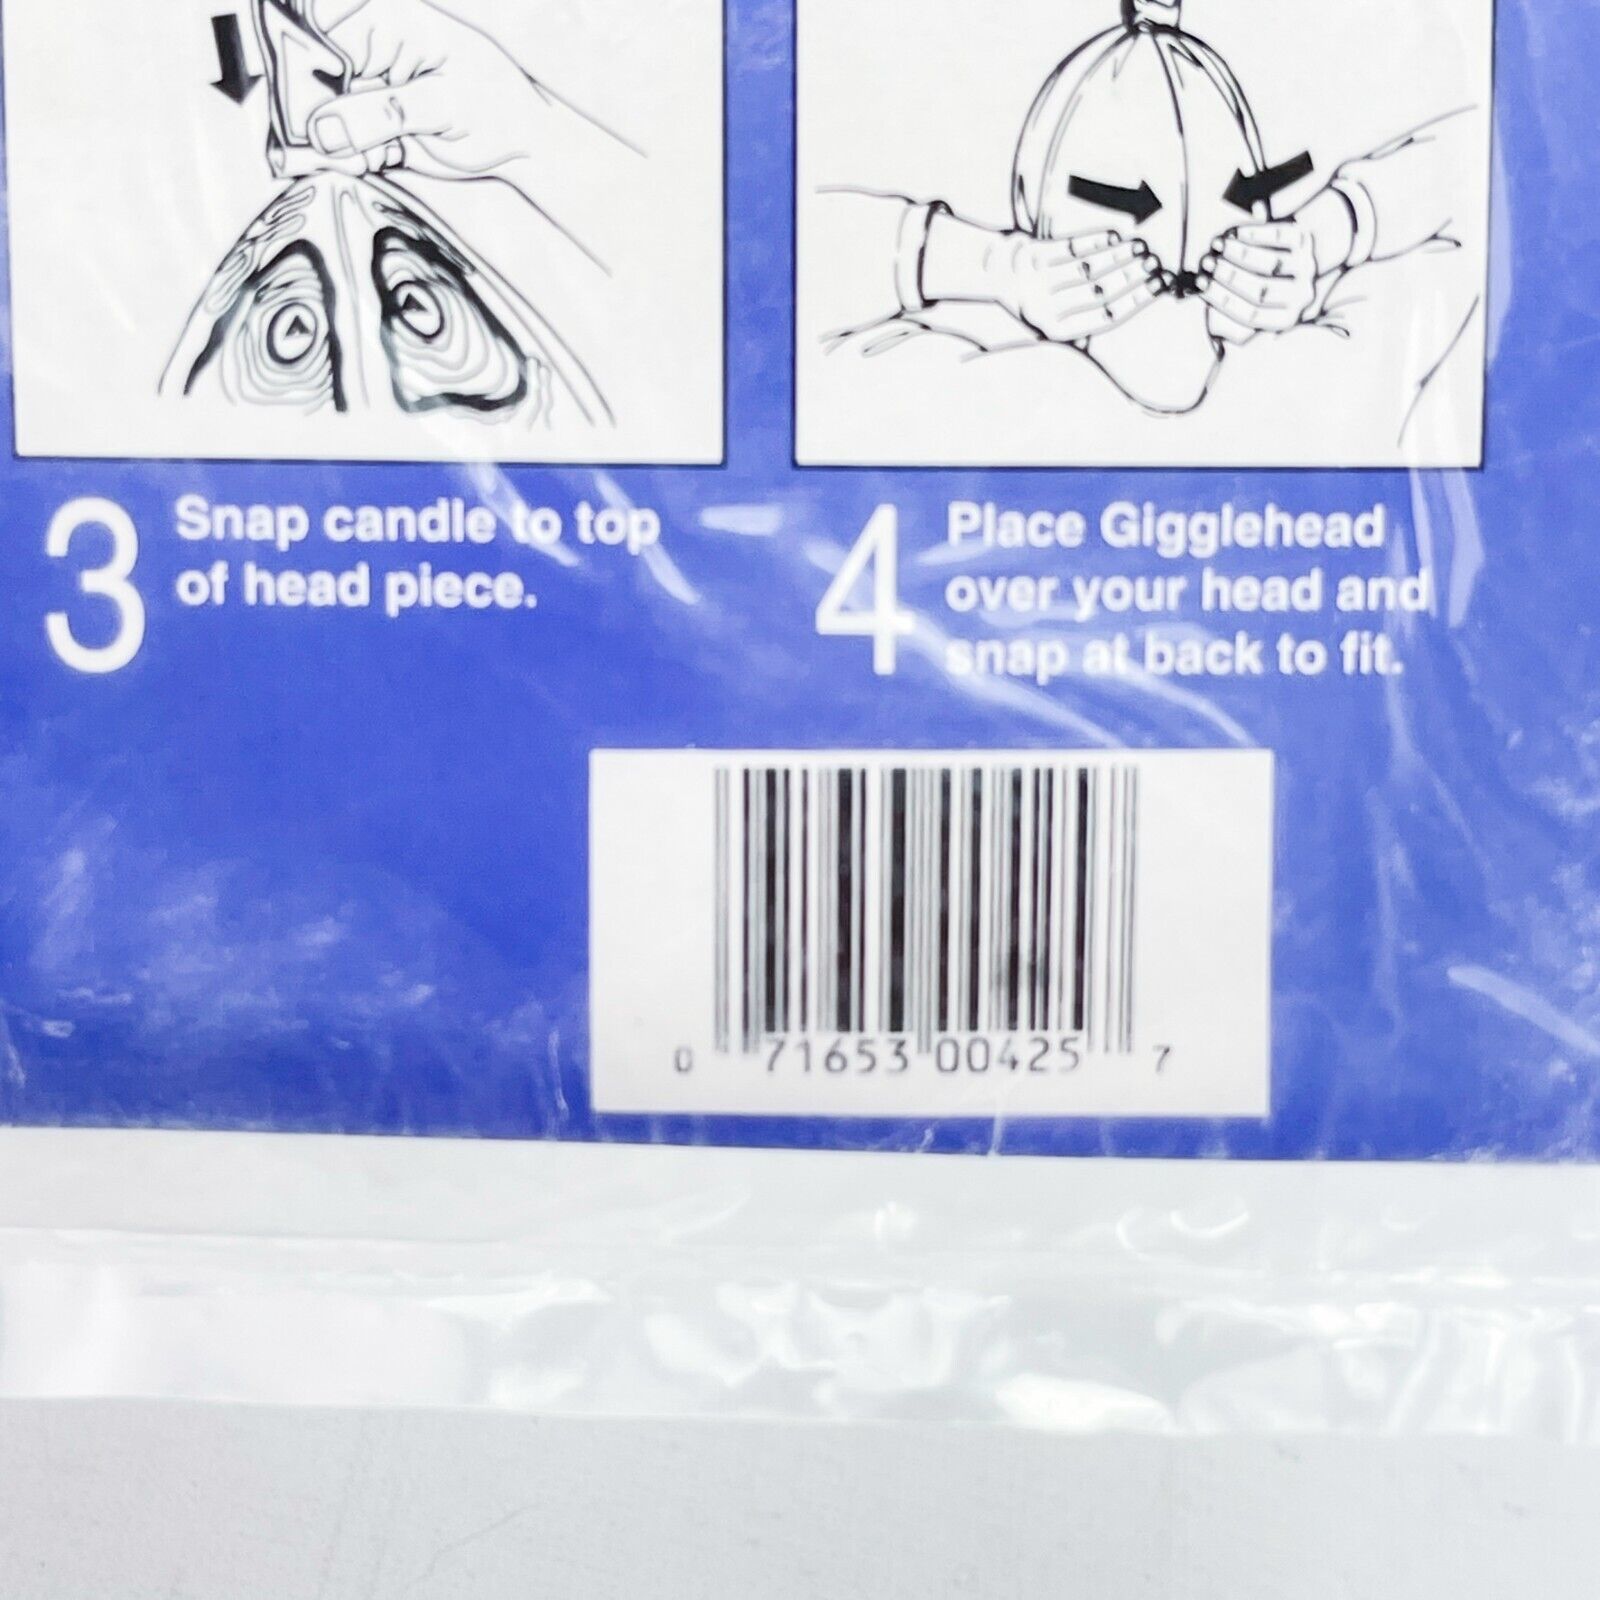 3 Snap candle to top
of head piece.
4 Place Gigglehead
over your head and
snap at back to fit.
0 71653 00425 7